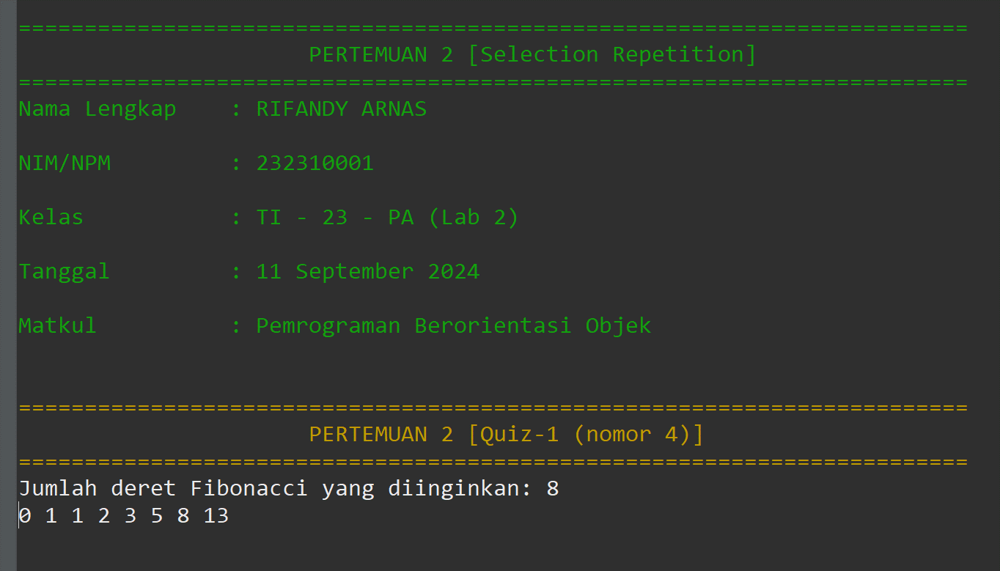 ========================================================================
PERTEMUAN 2 [Selection Repetition]
========================================================================
Nama Lengkap    : RIFANDY ARNAS
NIM/NPM         : 232310001
Kelas           : TI - 23 - PA (Lab 2)
Tanggal         : 11 September 2024
Matkul          : Pemrograman Berorientasi Objek
========================================================================
PERTEMUAN 2 [Quiz-1 (nomor 4)]
========================================================================
Jumlah deret Fibonacci yang diinginkan: 8
0 1 1 2 3 5 8 13